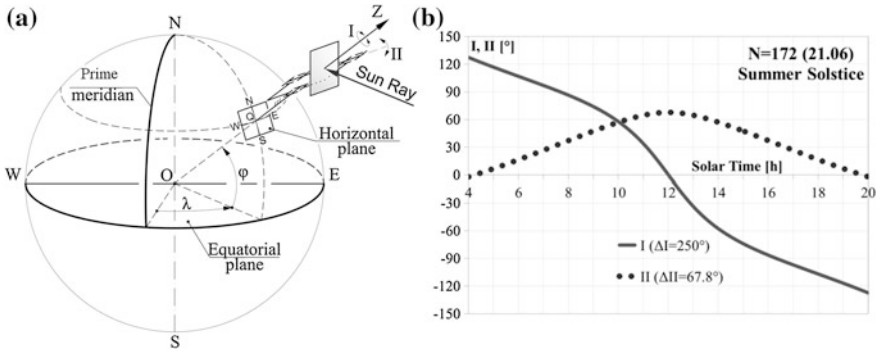 (a)
N
Z
I
II
Prime
meridian
Sun Ray
N
W O E
S
Horizontal
plane
W
O
E
φ
λ
Equatorial
plane
S
(b)
I, II [°]
N=172 (21.06)
Summer Solstice
150
120
90
60
30
0
-30
-60
-90
-120
-150
Solar Time [h]
4 6 8 10 12 14 16 18 20
I (ΔI=250°)
II (ΔII=67.8°)